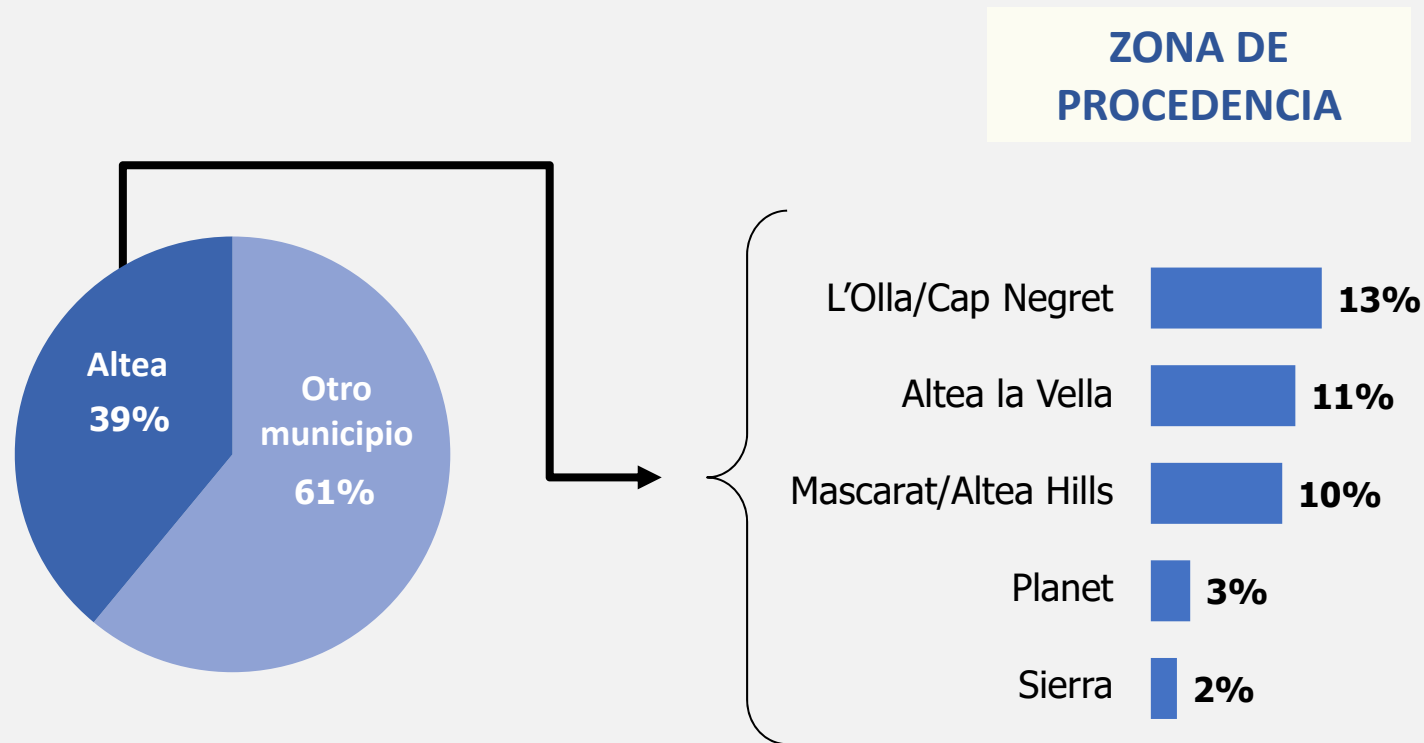 ZONA DE
PROCEDENCIA
Altea
39%
Otro
municipio
61%
L’Olla/Cap Negret 13%
Altea la Vella 11%
Mascarat/Altea Hills 10%
Planet 3%
Sierra 2%